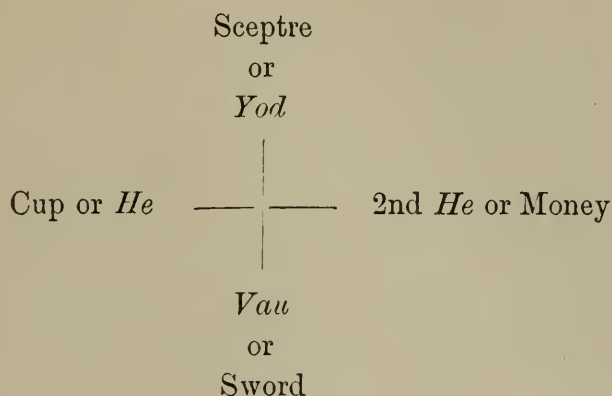 Sceptre
or
Yod
Cup or He 2nd He or Money
Vau
or
Sword